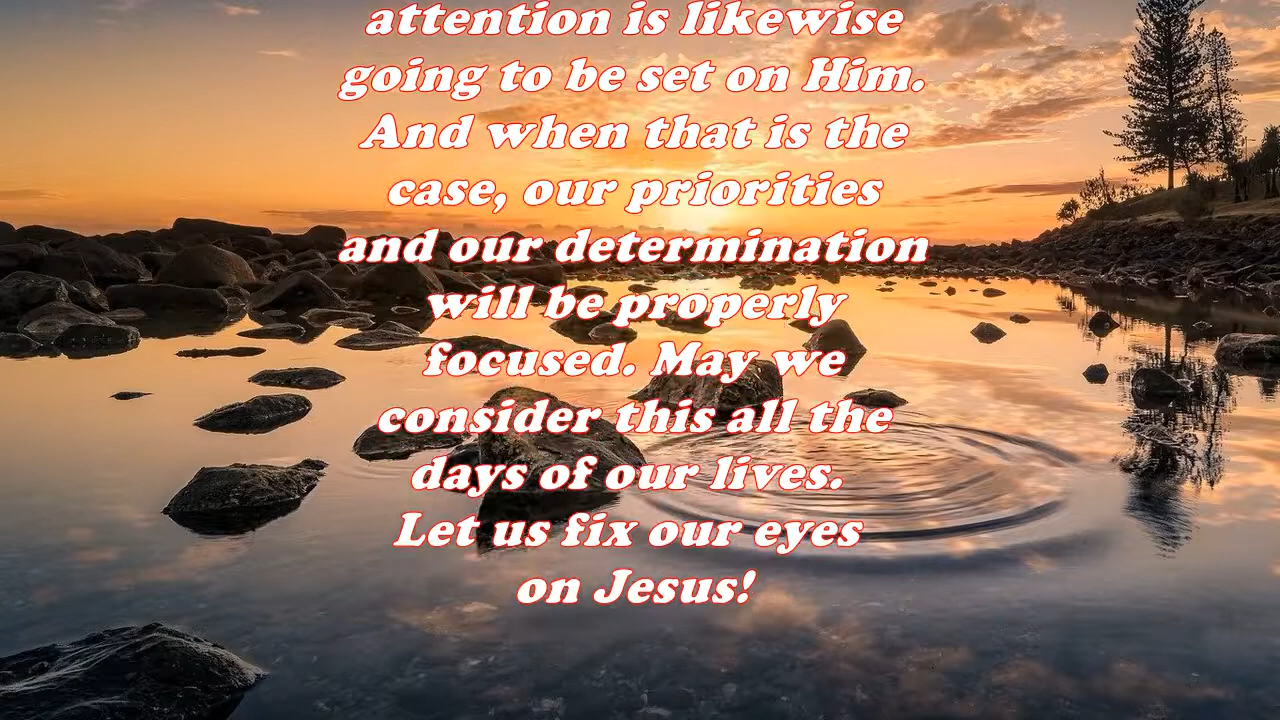 attention is likewise
going to be set on Him.
And when that is the
case, our priorities
and our determination
will be properly
focused. May we
consider this all the
days of our lives.
Let us fix our eyes
on Jesus!